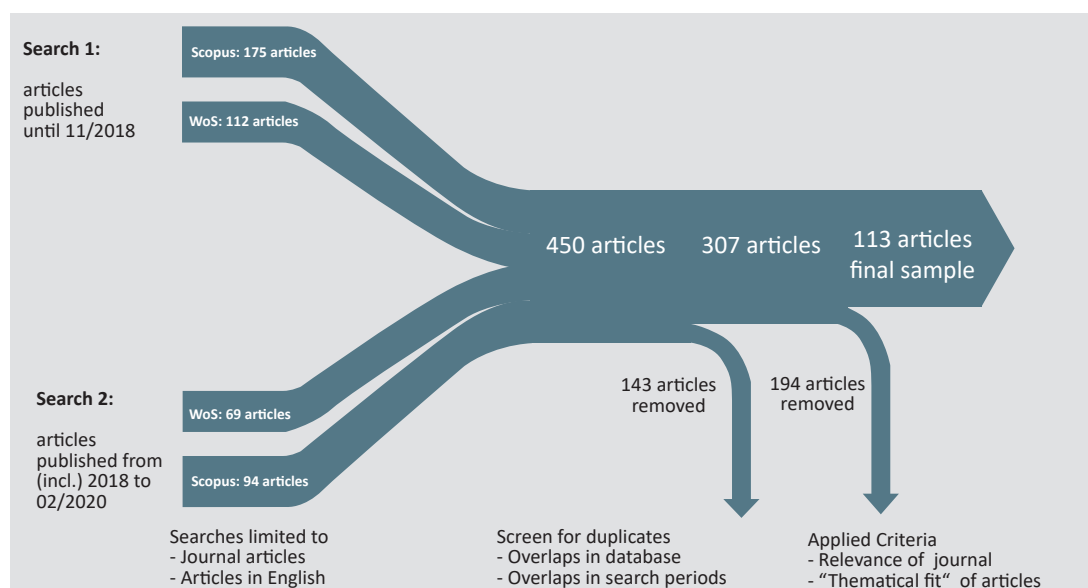 Search 1:
articles
published
until 11/2018
Scopus: 175 articles
WoS: 112 articles
450 articles
307 articles
113 articles
final sample
143 articles
removed
194 articles
removed
Search 2:
articles
published from
(incl.) 2018 to
02/2020
WoS: 69 articles
Scopus: 94 articles
Searches limited to
- Journal articles
- Articles in English
Screen for duplicates
- Overlaps in database
- Overlaps in search periods
Applied Criteria
- Relevance of journal
- “Thematical fit“ of articles